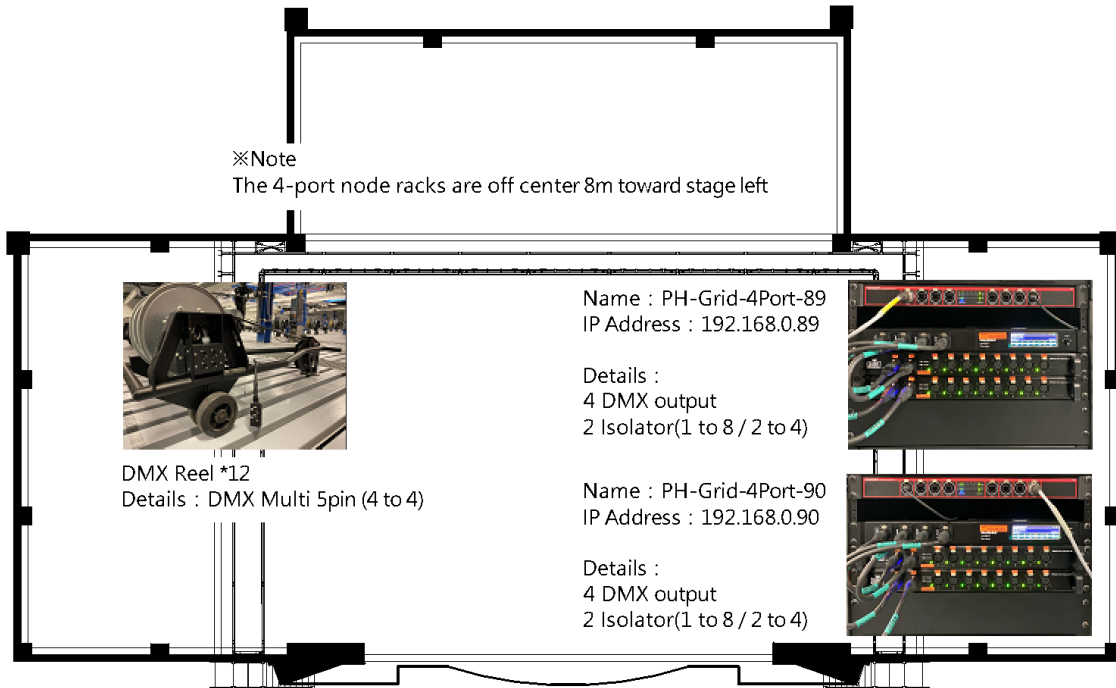 ※Note
The 4-port node racks are off center 8m toward stage left
Name : PH-Grid-4Port-89
IP Address : 192.168.0.89
Details :
4 DMX output
2 Isolator(1 to 8 / 2 to 4)
DMX Reel *12
Details : DMX Multi 5pin (4 to 4)
Name : PH-Grid-4Port-90
IP Address : 192.168.0.90
Details :
4 DMX output
2 Isolator(1 to 8 / 2 to 4)